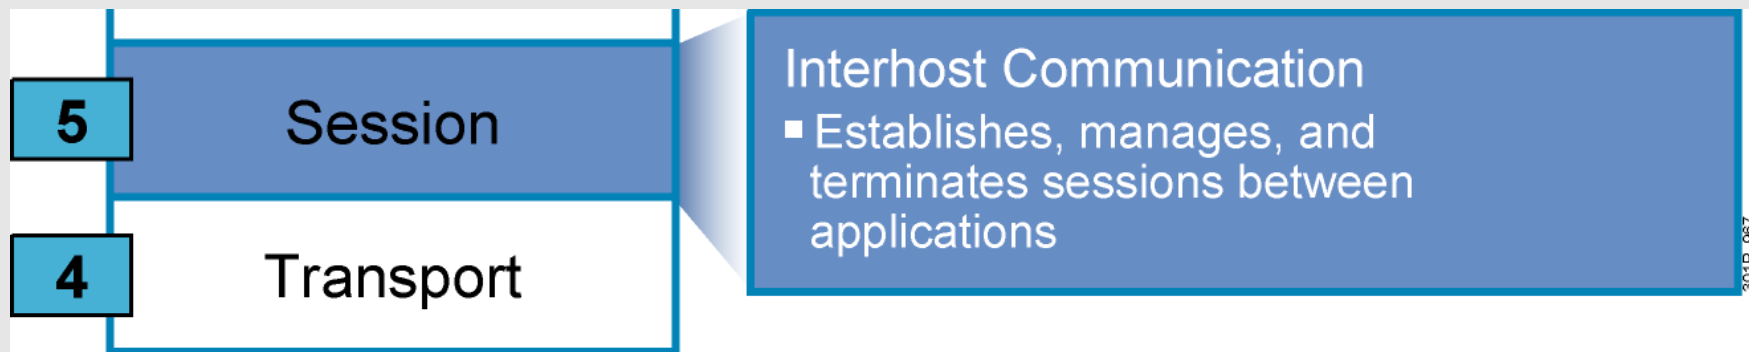 5
Session
4
Transport
Interhost Communication
Establishes, manages, and
terminates sessions between
applications